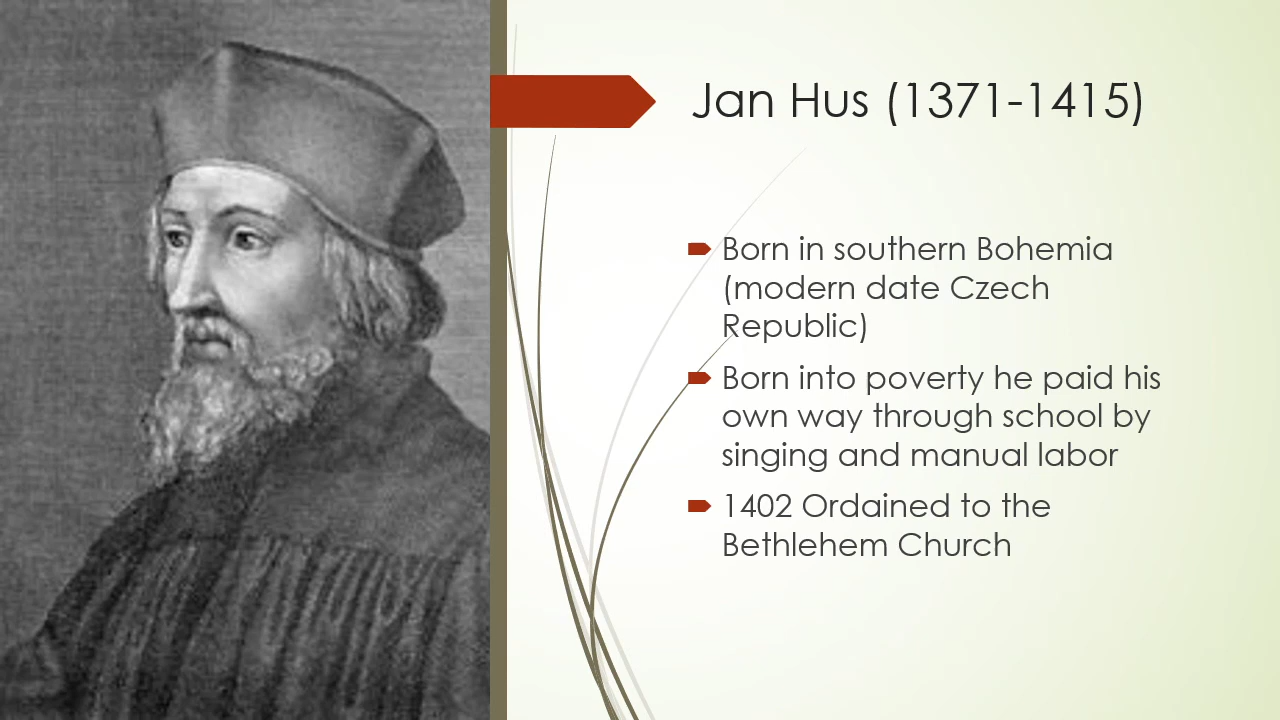 Jan Hus (1371-1415)
Born in southern Bohemia
(modern date Czech
Republic)
Born into poverty he paid his
own way through school by
singing and manual labor
1402 Ordained to the
Bethlehem Church